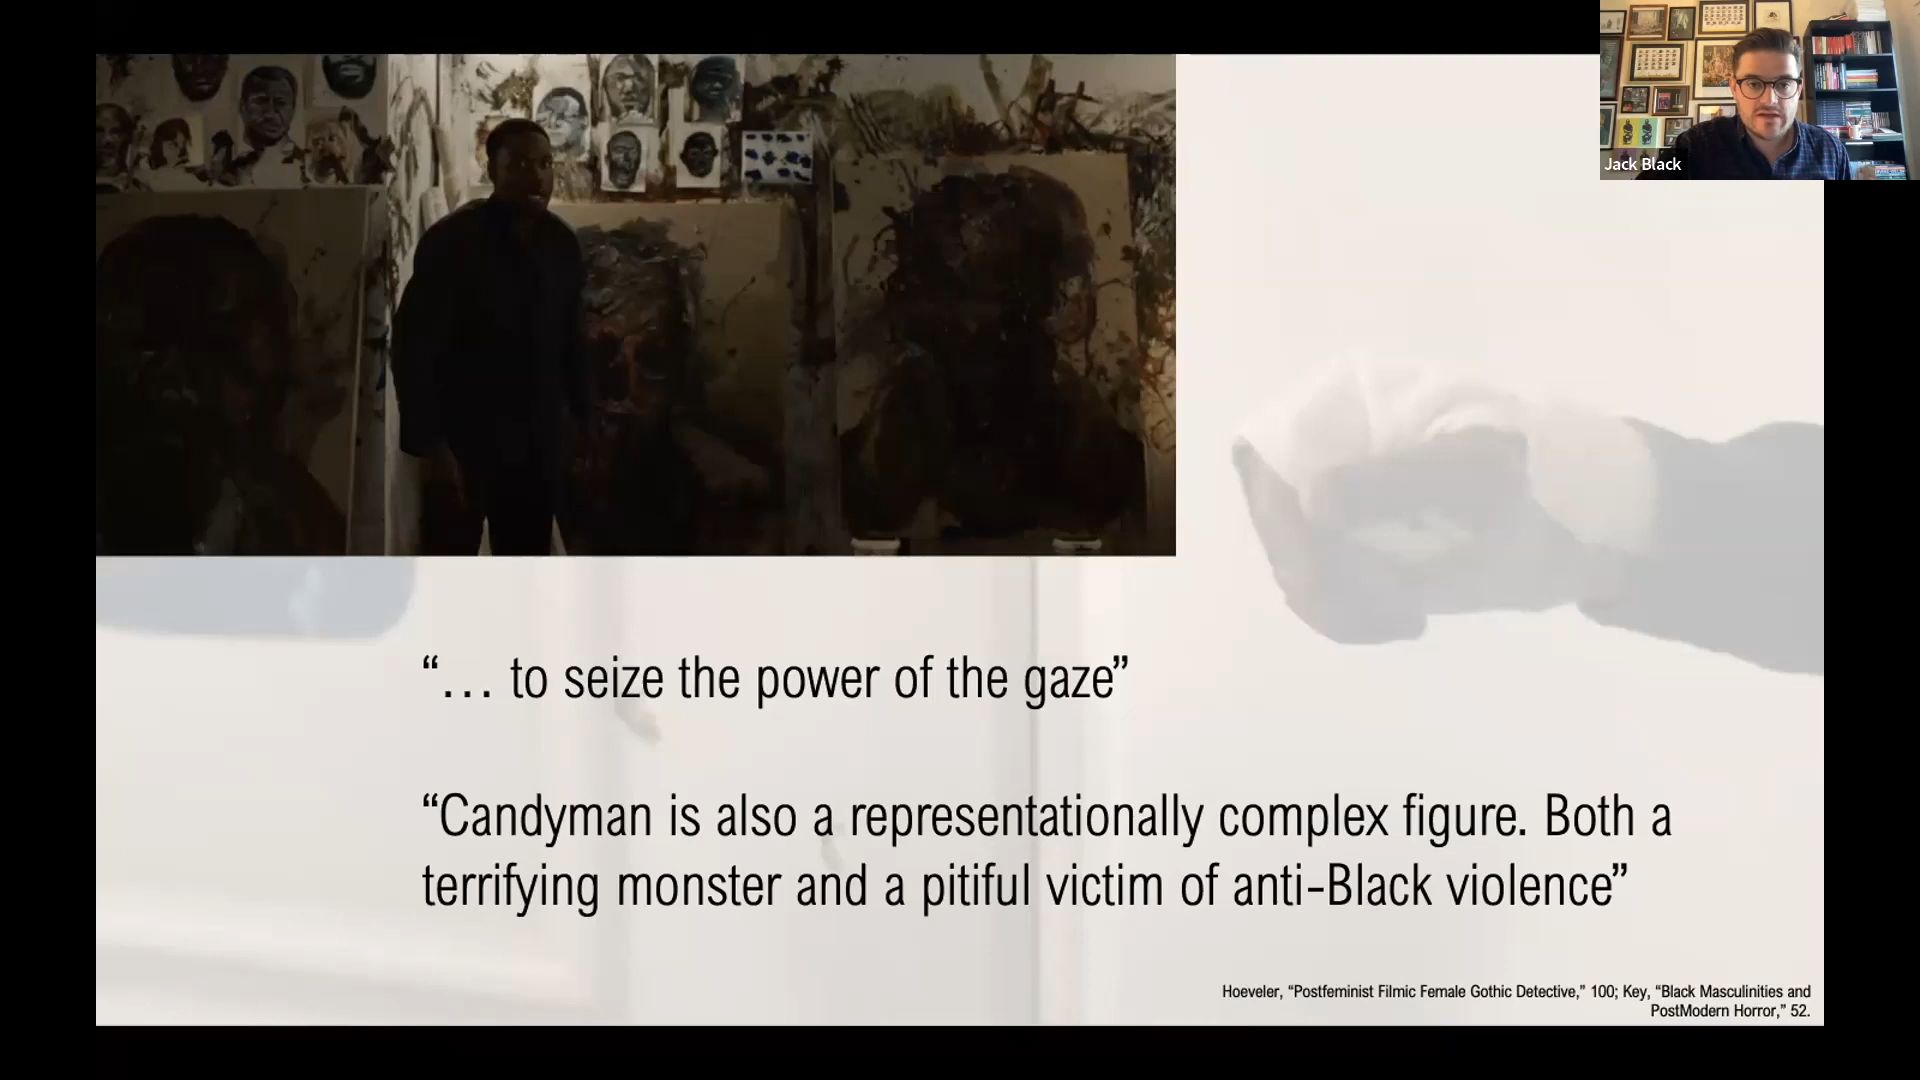 Jack Black
“... to seize the power of the gaze”
“Candyman is also a representationally complex figure. Both a
terrifying monster and a pitiful victim of anti-Black violence”
Hoeveler, “Postfeminist Filmic Female Gothic Detective,” 100; Key, “Black Masculinities and
PostModern Horror,” 52.